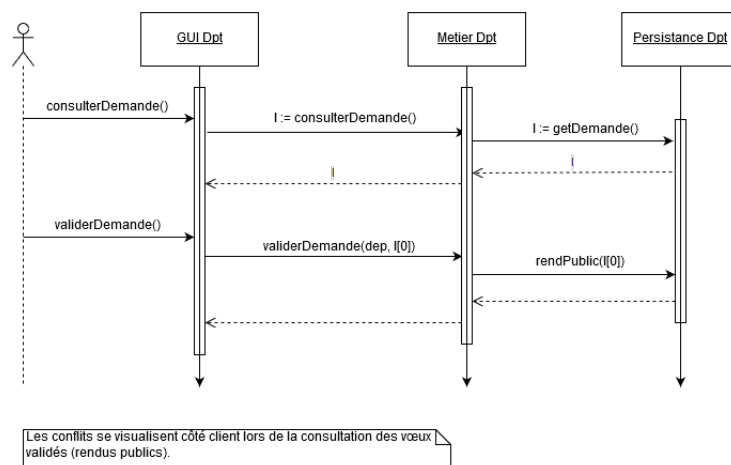 GUI Dpt
Metier Dpt
Persistance Dpt
consulterDemande()
l := consulterDemande()
l := getDemande()
l
l
validerDemande()
validerDemande(dep, l[0])
rendPublic(l[0])
Les conflits se visualisent côté client lors de la consultation des vœux
validés (rendus publics).